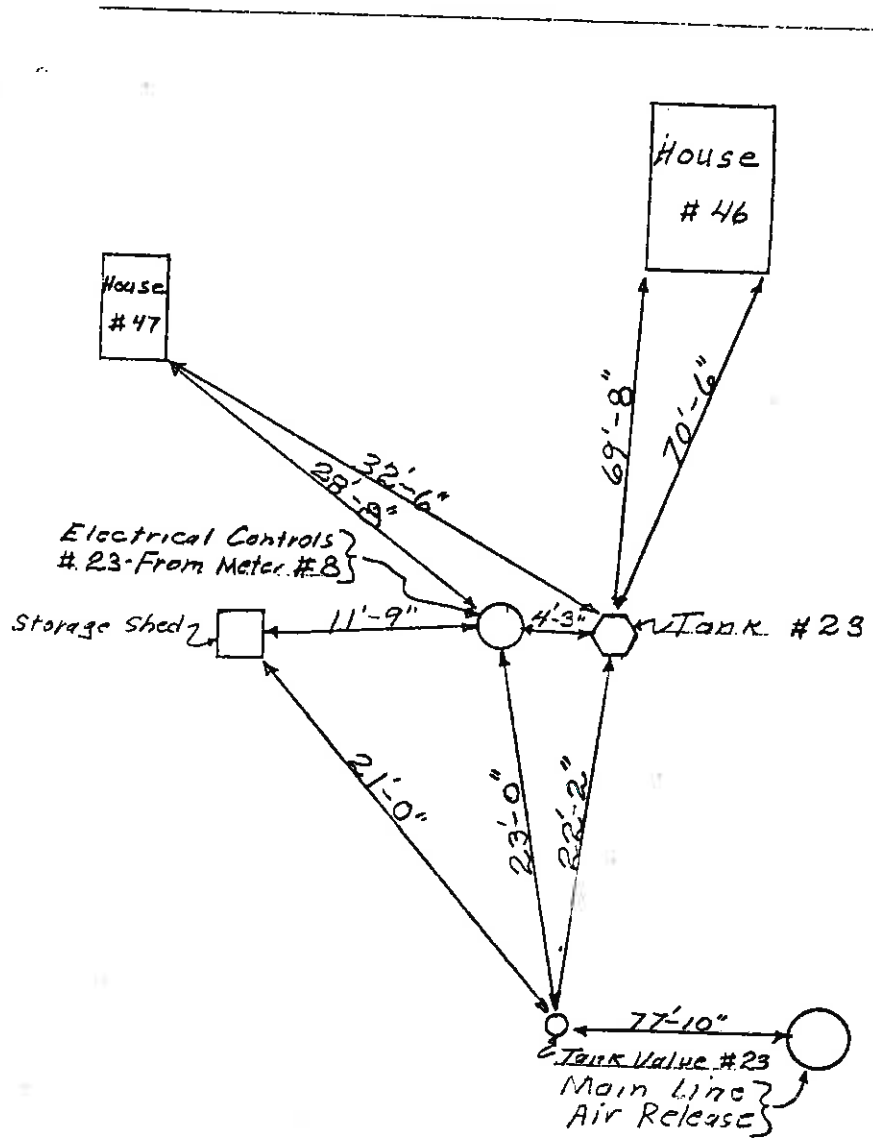 House
# 46
House
# 47
69'-8"
70'-6"
32'-6"
28'-8"
Electrical Controls
#. 23-From Meter #8
Storage Shed
11'-9"
4'-3"
Tank #23
21'-0"
23'-0"
22'-2"
77'-10"
Tank Valve #23
Main Line
Air Release